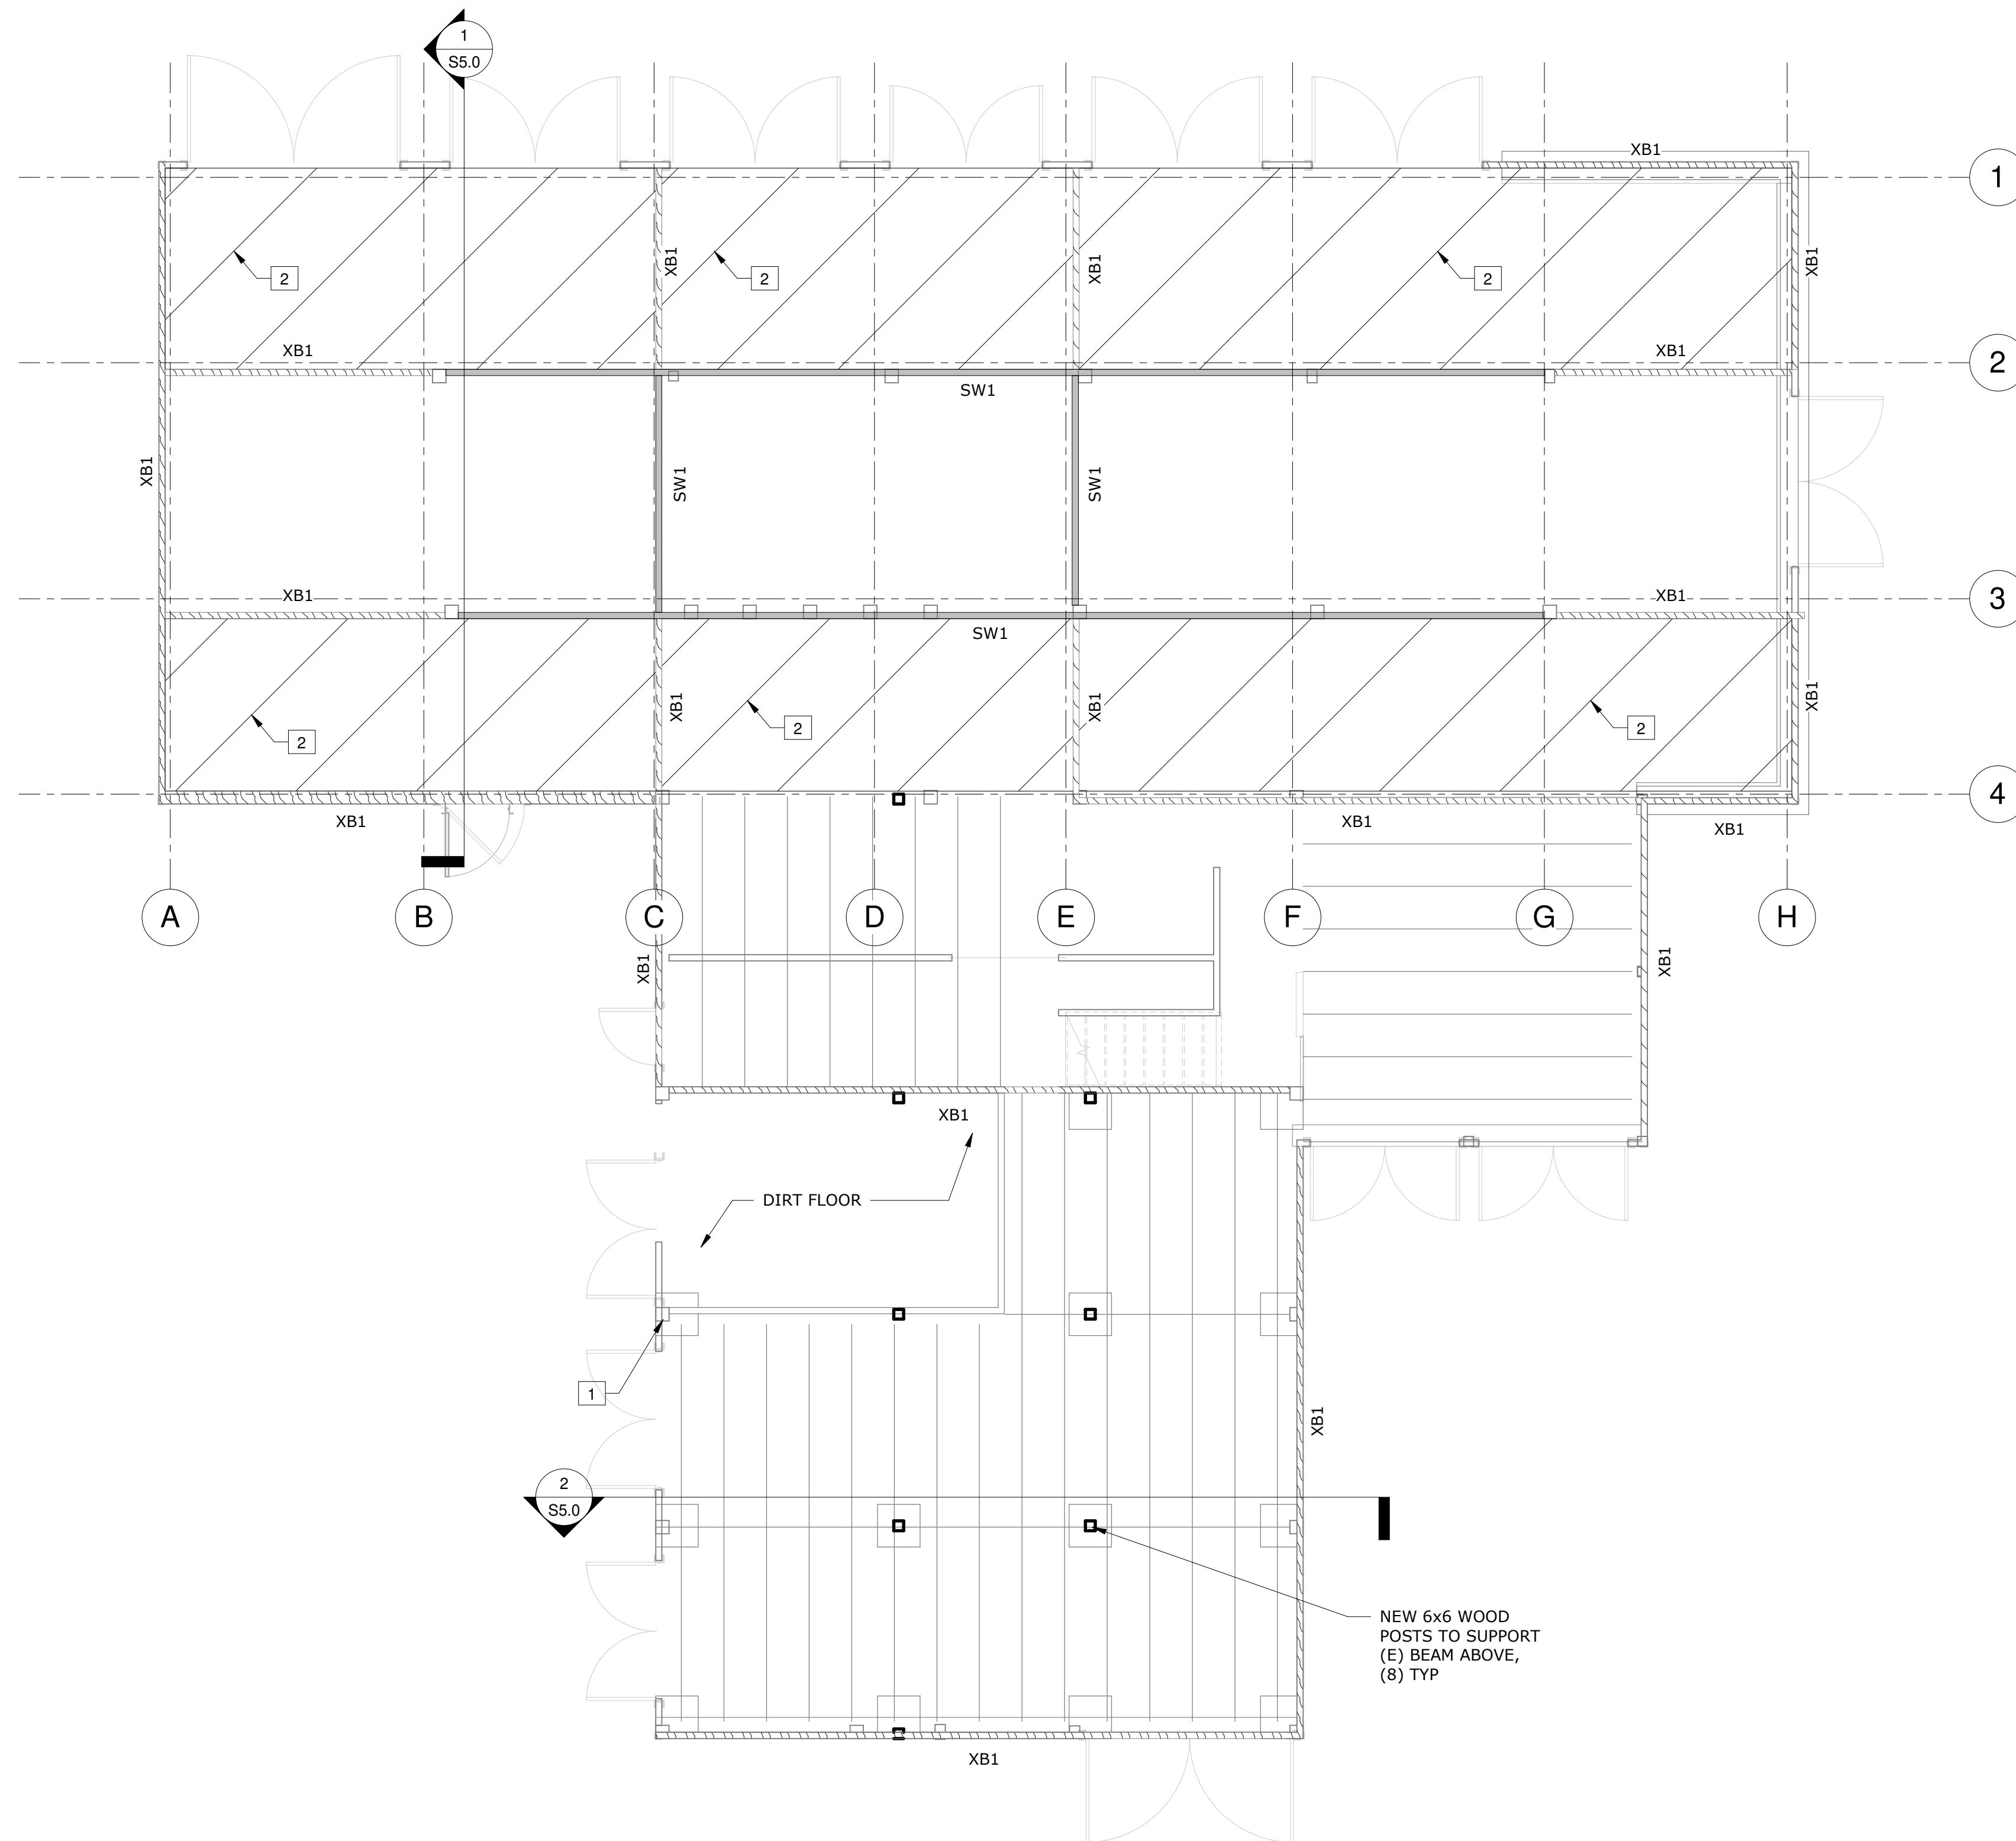 1
S5.0
XB1
1
XB1
XB1
XB1
2
2
2
XB1
XB1
XB1
2
SW1
XB1
SW1
SW1
XB1
XB1
3
SW1
XB1
XB1
XB1
2
2
2
4
XB1
XB1
XB1
A
B
C
D
E
F
G
H
XB1
XB1
XB1
DIRT FLOOR
1
XB1
2
S5.0
NEW 6x6 WOOD
POSTS TO SUPPORT
(E) BEAM ABOVE,
(8) TYP
XB1